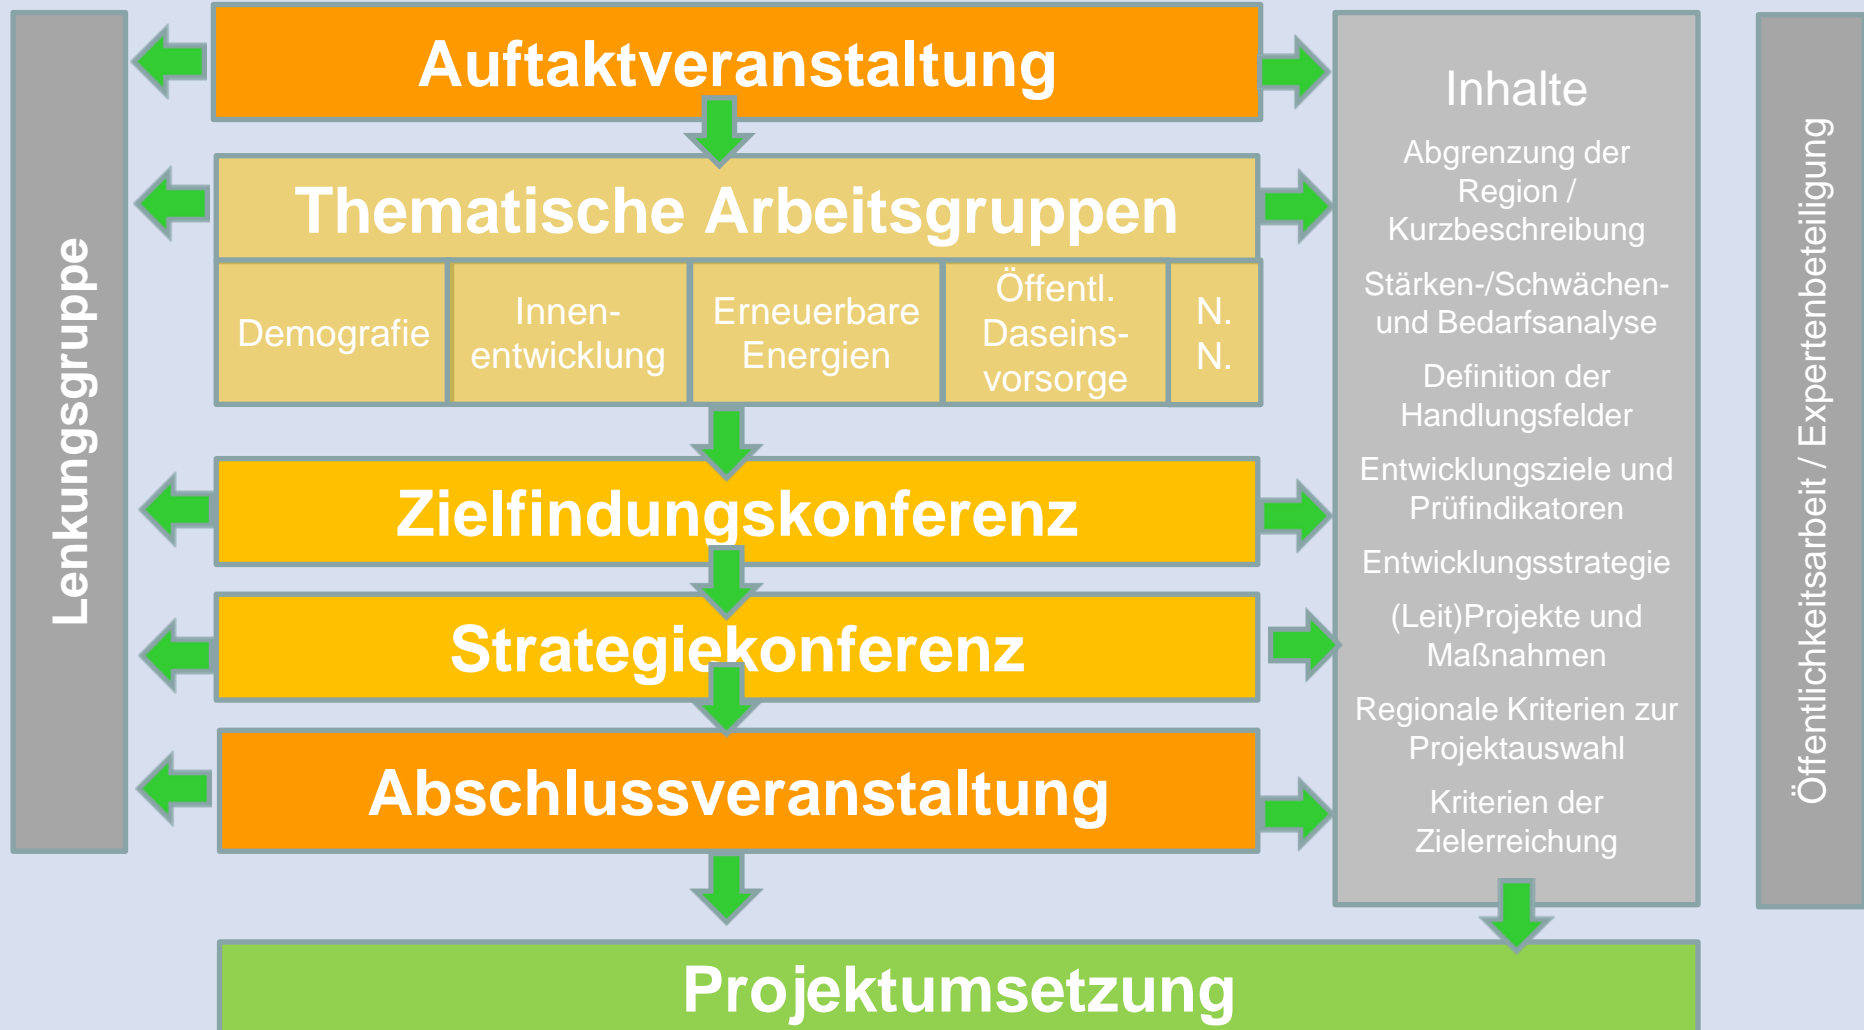 Lenkungsgruppe
Auftaktveranstaltung
Thematische Arbeitsgruppen
Demografie
Innen-
entwicklung
Erneuerbare
Energien
Öffentl.
Daseins-
vorsorge
N.
N.
Zielfindungskonferenz
Strategiekonferenz
Abschlussveranstaltung
Inhalte
Abgrenzung der
Region /
Kurzbeschreibung
Stärken-/Schwächen-
und Bedarfsanalyse
Definition der
Handlungsfelder
Entwicklungsziele und
Prüfindikatoren
Entwicklungsstrategie
(Leit)Projekte und
Maßnahmen
Regionale Kriterien zur
Projektauswahl
Kriterien der
Zielerreichung
Öffentlichkeitsarbeit / Expertenbeteiligung
Projektumsetzung